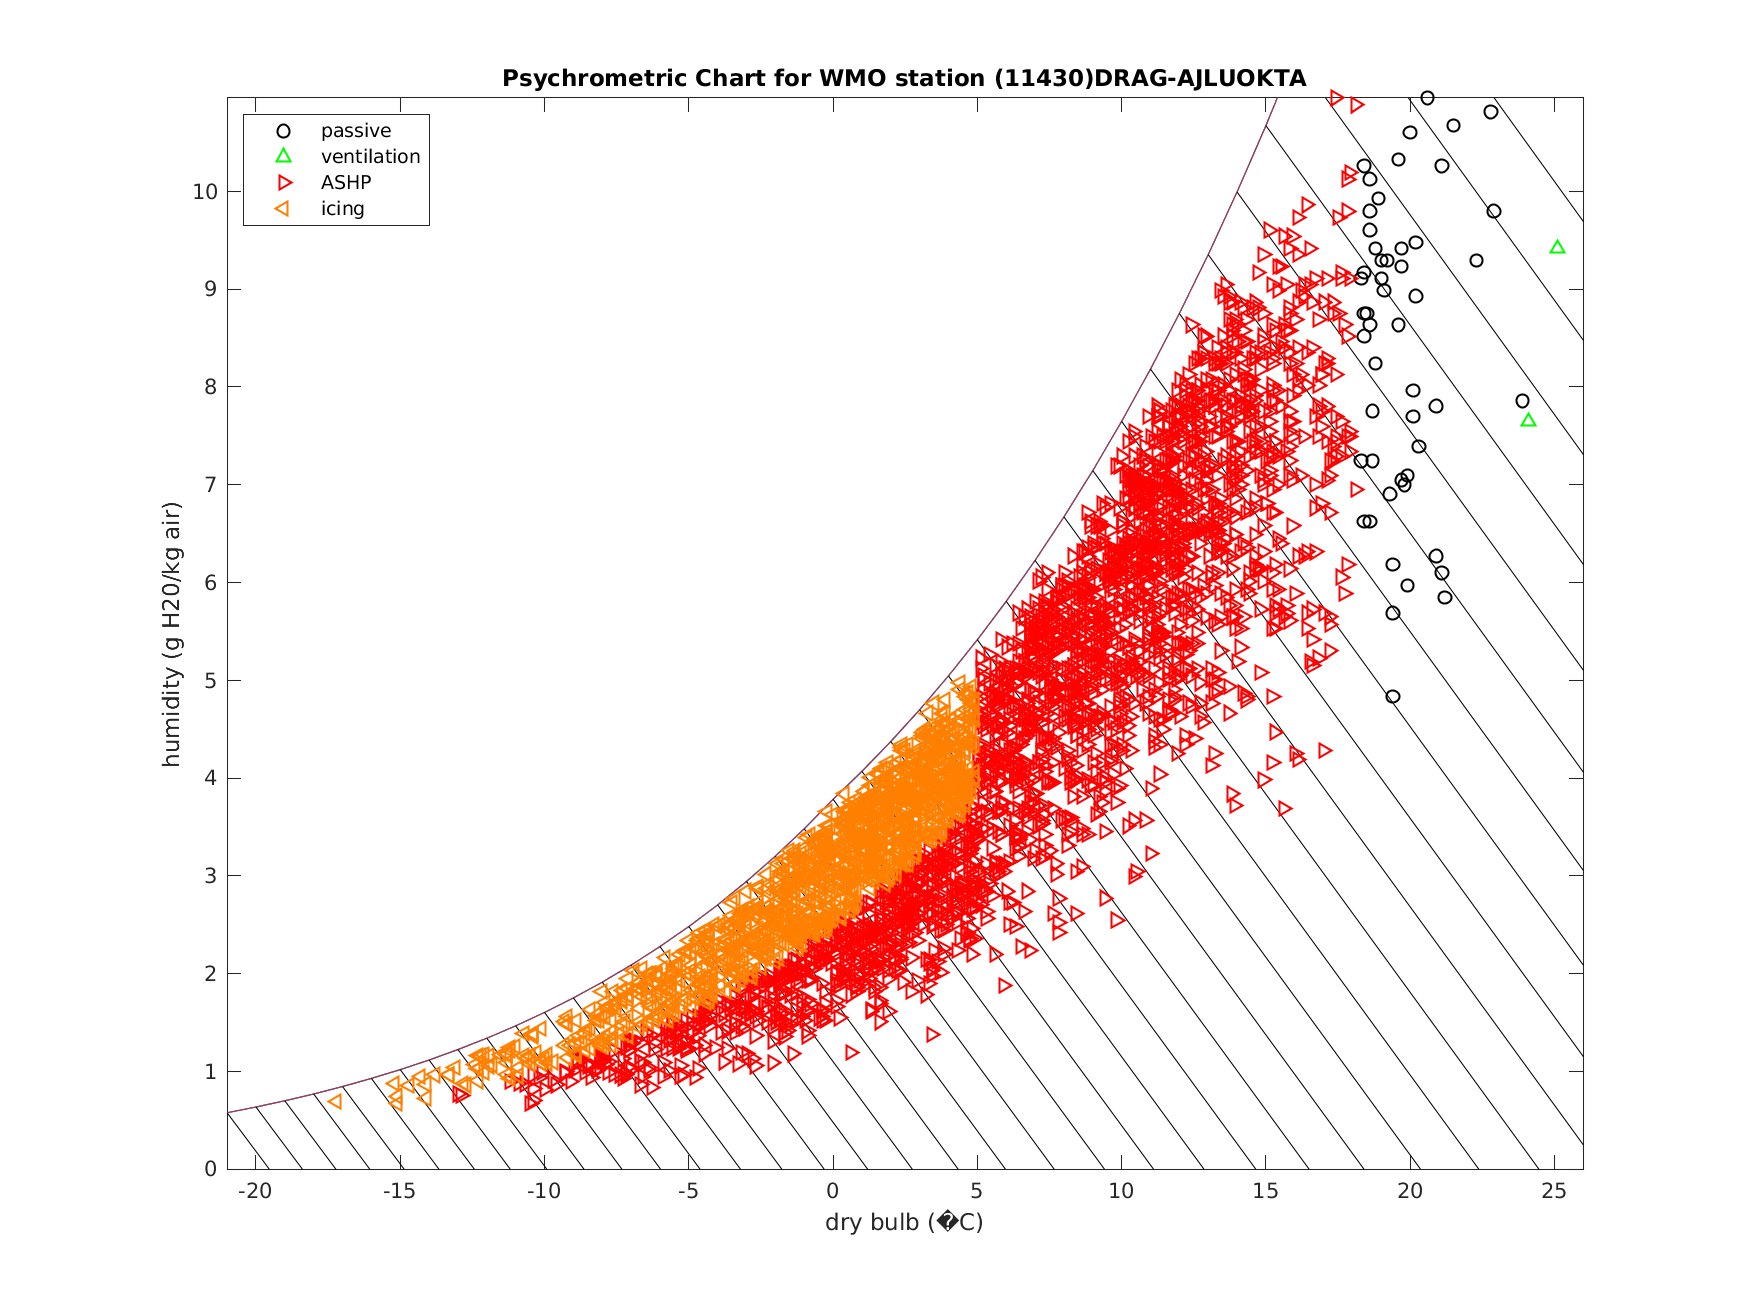 Psychrometric Chart for WMO station (11430)DRAG-AJLUOKTA
passive
ventilation
ASHP
icing
humidity (g H20/kg air)
10
9
8
7
6
5
4
3
2
1
0
-20 -15 -10 -5 0 5 10 15 20 25
dry bulb (�C)